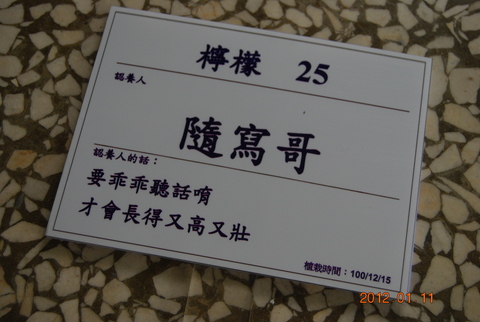 檸檬 25
認養人
隨寫哥
認養人的話：
要乖乖聽話唷
才會長得又高又壯
植栽時間：100/12/15
2012 01 11